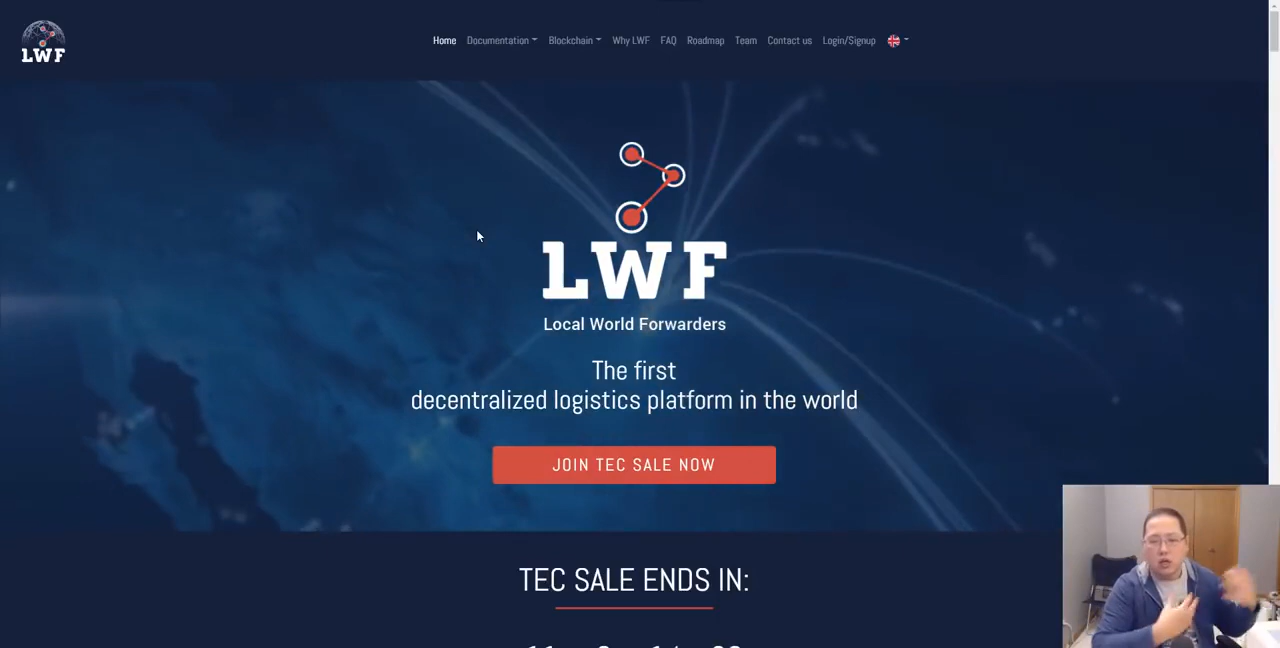 LWF
Home Documentation Blockchain Why LWF FAQ Roadmap Team Contact us Login/Signup
LWF
Local World Forwarders
The first
decentralized logistics platform in the world
JOIN TEC SALE NOW
TEC SALE ENDS IN: